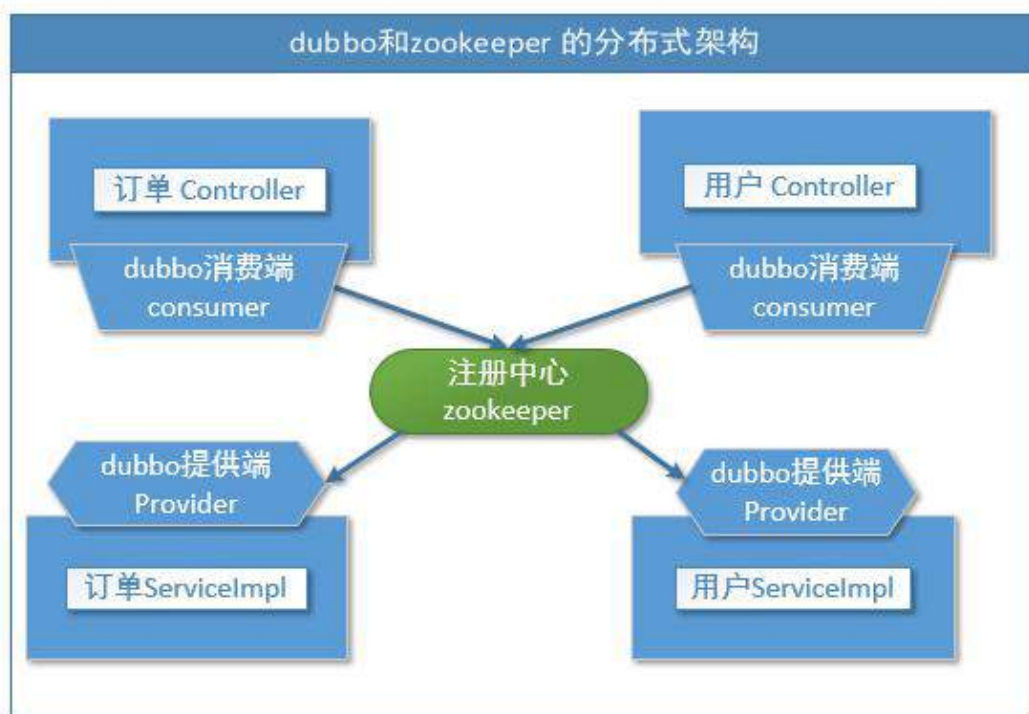 dubbo和zookeeper 的分布式架构
订单 Controller
用户 Controller
dubbo消费端
consumer
dubbo消费端
consumer
注册中心
zookeeper
dubbo提供端
Provider
dubbo提供端
Provider
订单ServiceImpl
用户ServiceImpl